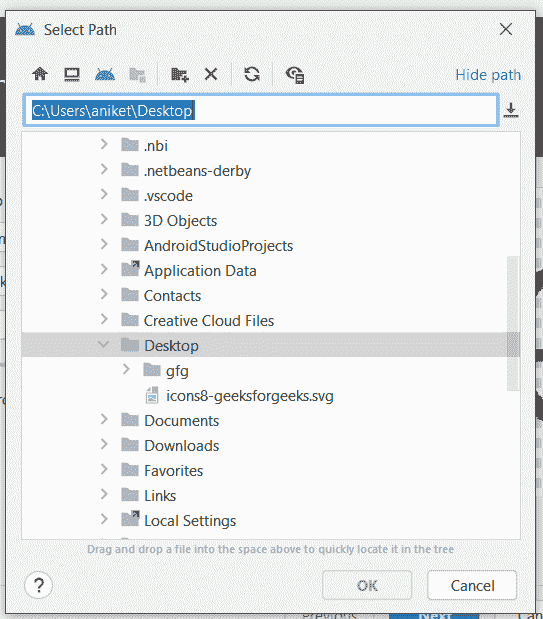 Select Path
Hide path
C:\Users\aniket\Desktop
.nbi
.netbeans-derby
.vscode
3D Objects
AndroidStudioProjects
Application Data
Contacts
Creative Cloud Files
Desktop
gfg
icons8-geeksforgeeks.svg
Documents
Downloads
Favorites
Links
Local Settings
Drag and drop a file into the space above to quickly locate it in the tree
?
OK
Cancel
Previous
Next